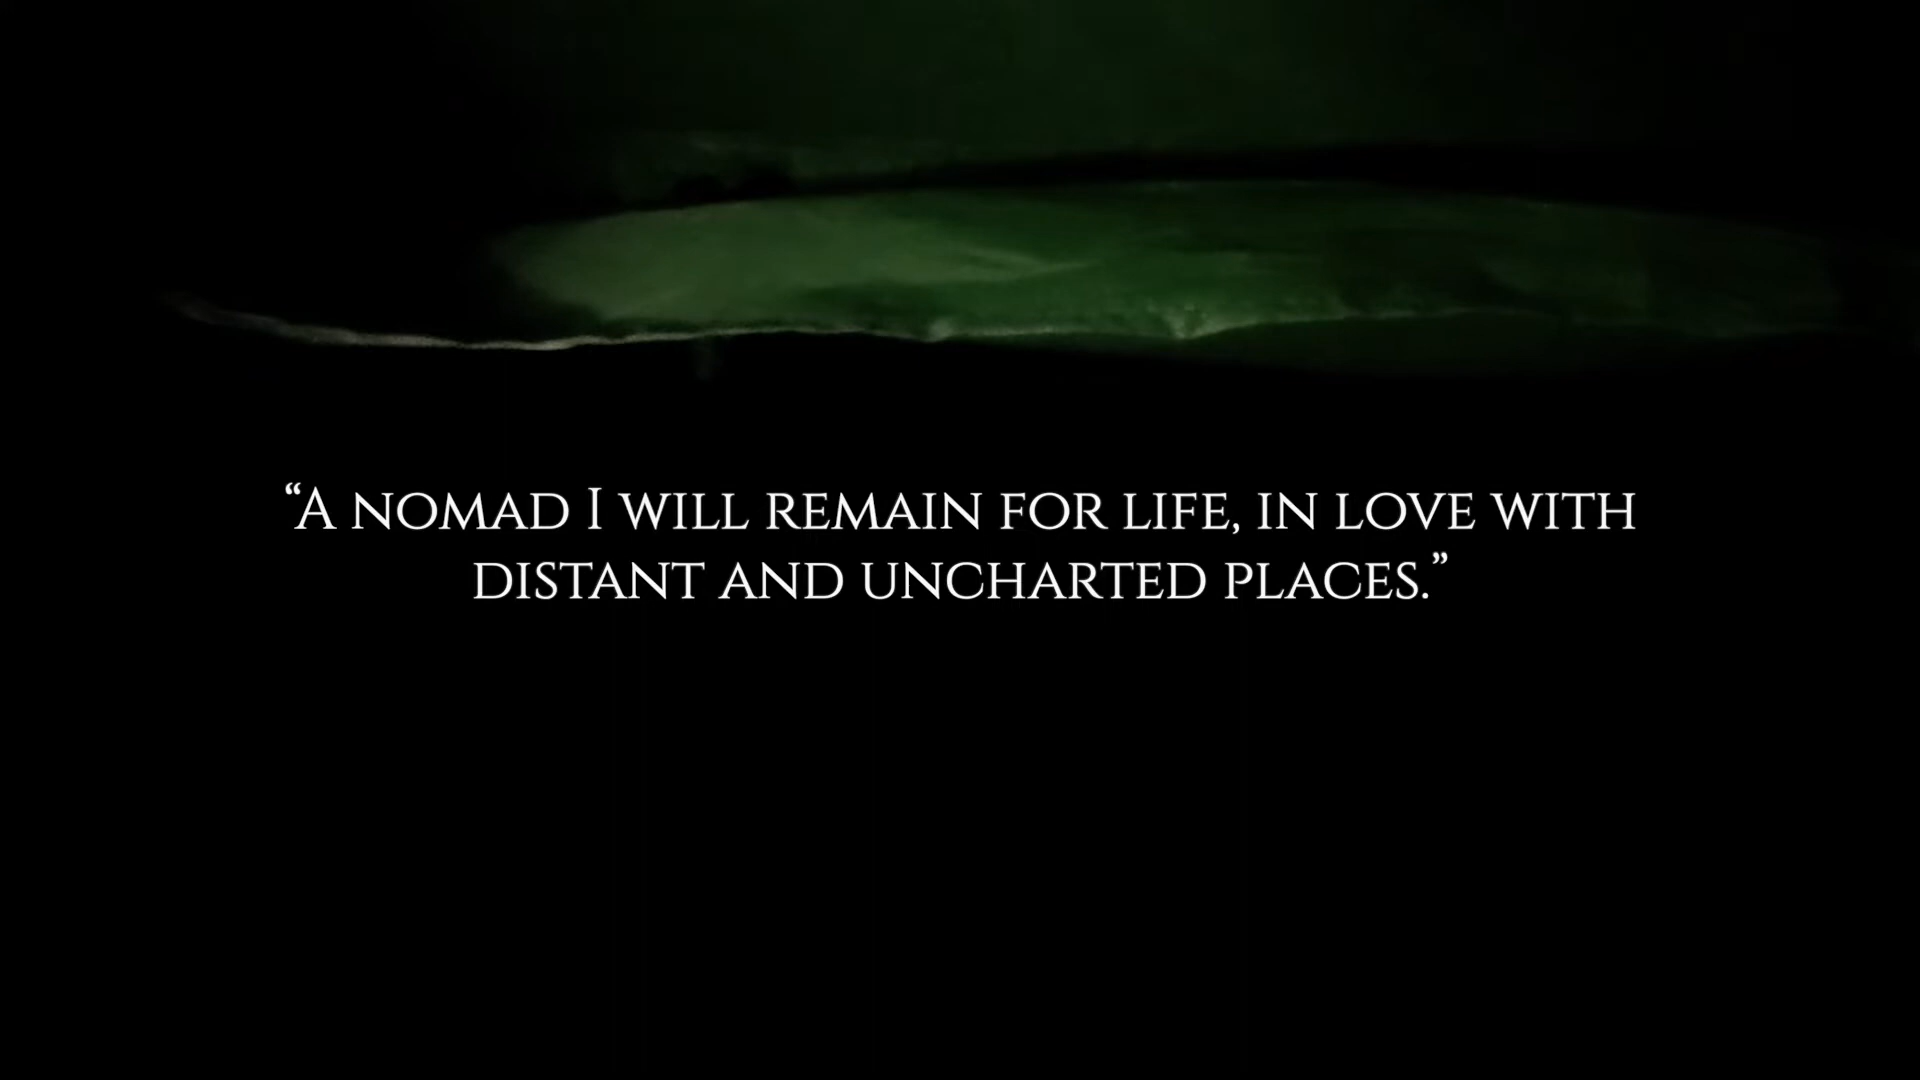 “A nomad I will remain for life, in love with
distant and uncharted places.”